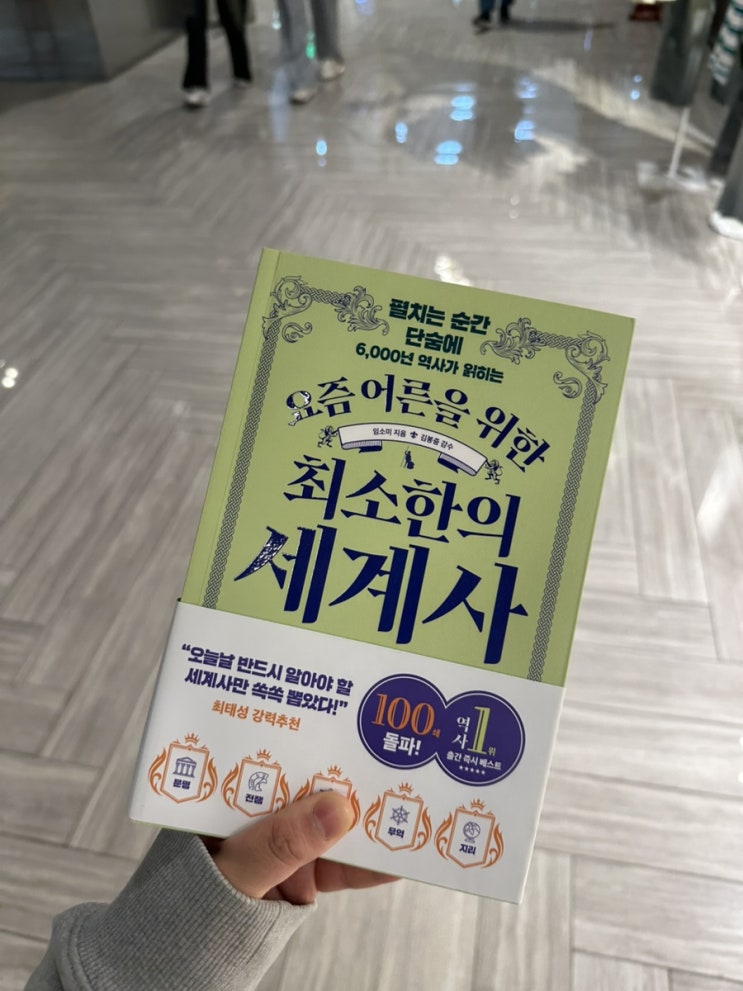 펼치는 순간
단숨에
6,000년 역사가 읽히는
요즘 어른을 위한
임소미 지음 김봉중 감수
최소한의
세계사
“오늘날 반드시 알아야 할
세계사만 쏙쏙 뽑았다!”
최태성 강력추천
100쇄
돌파!
역사 1위
출간 즉시 베스트
문명
전쟁
무역
지리